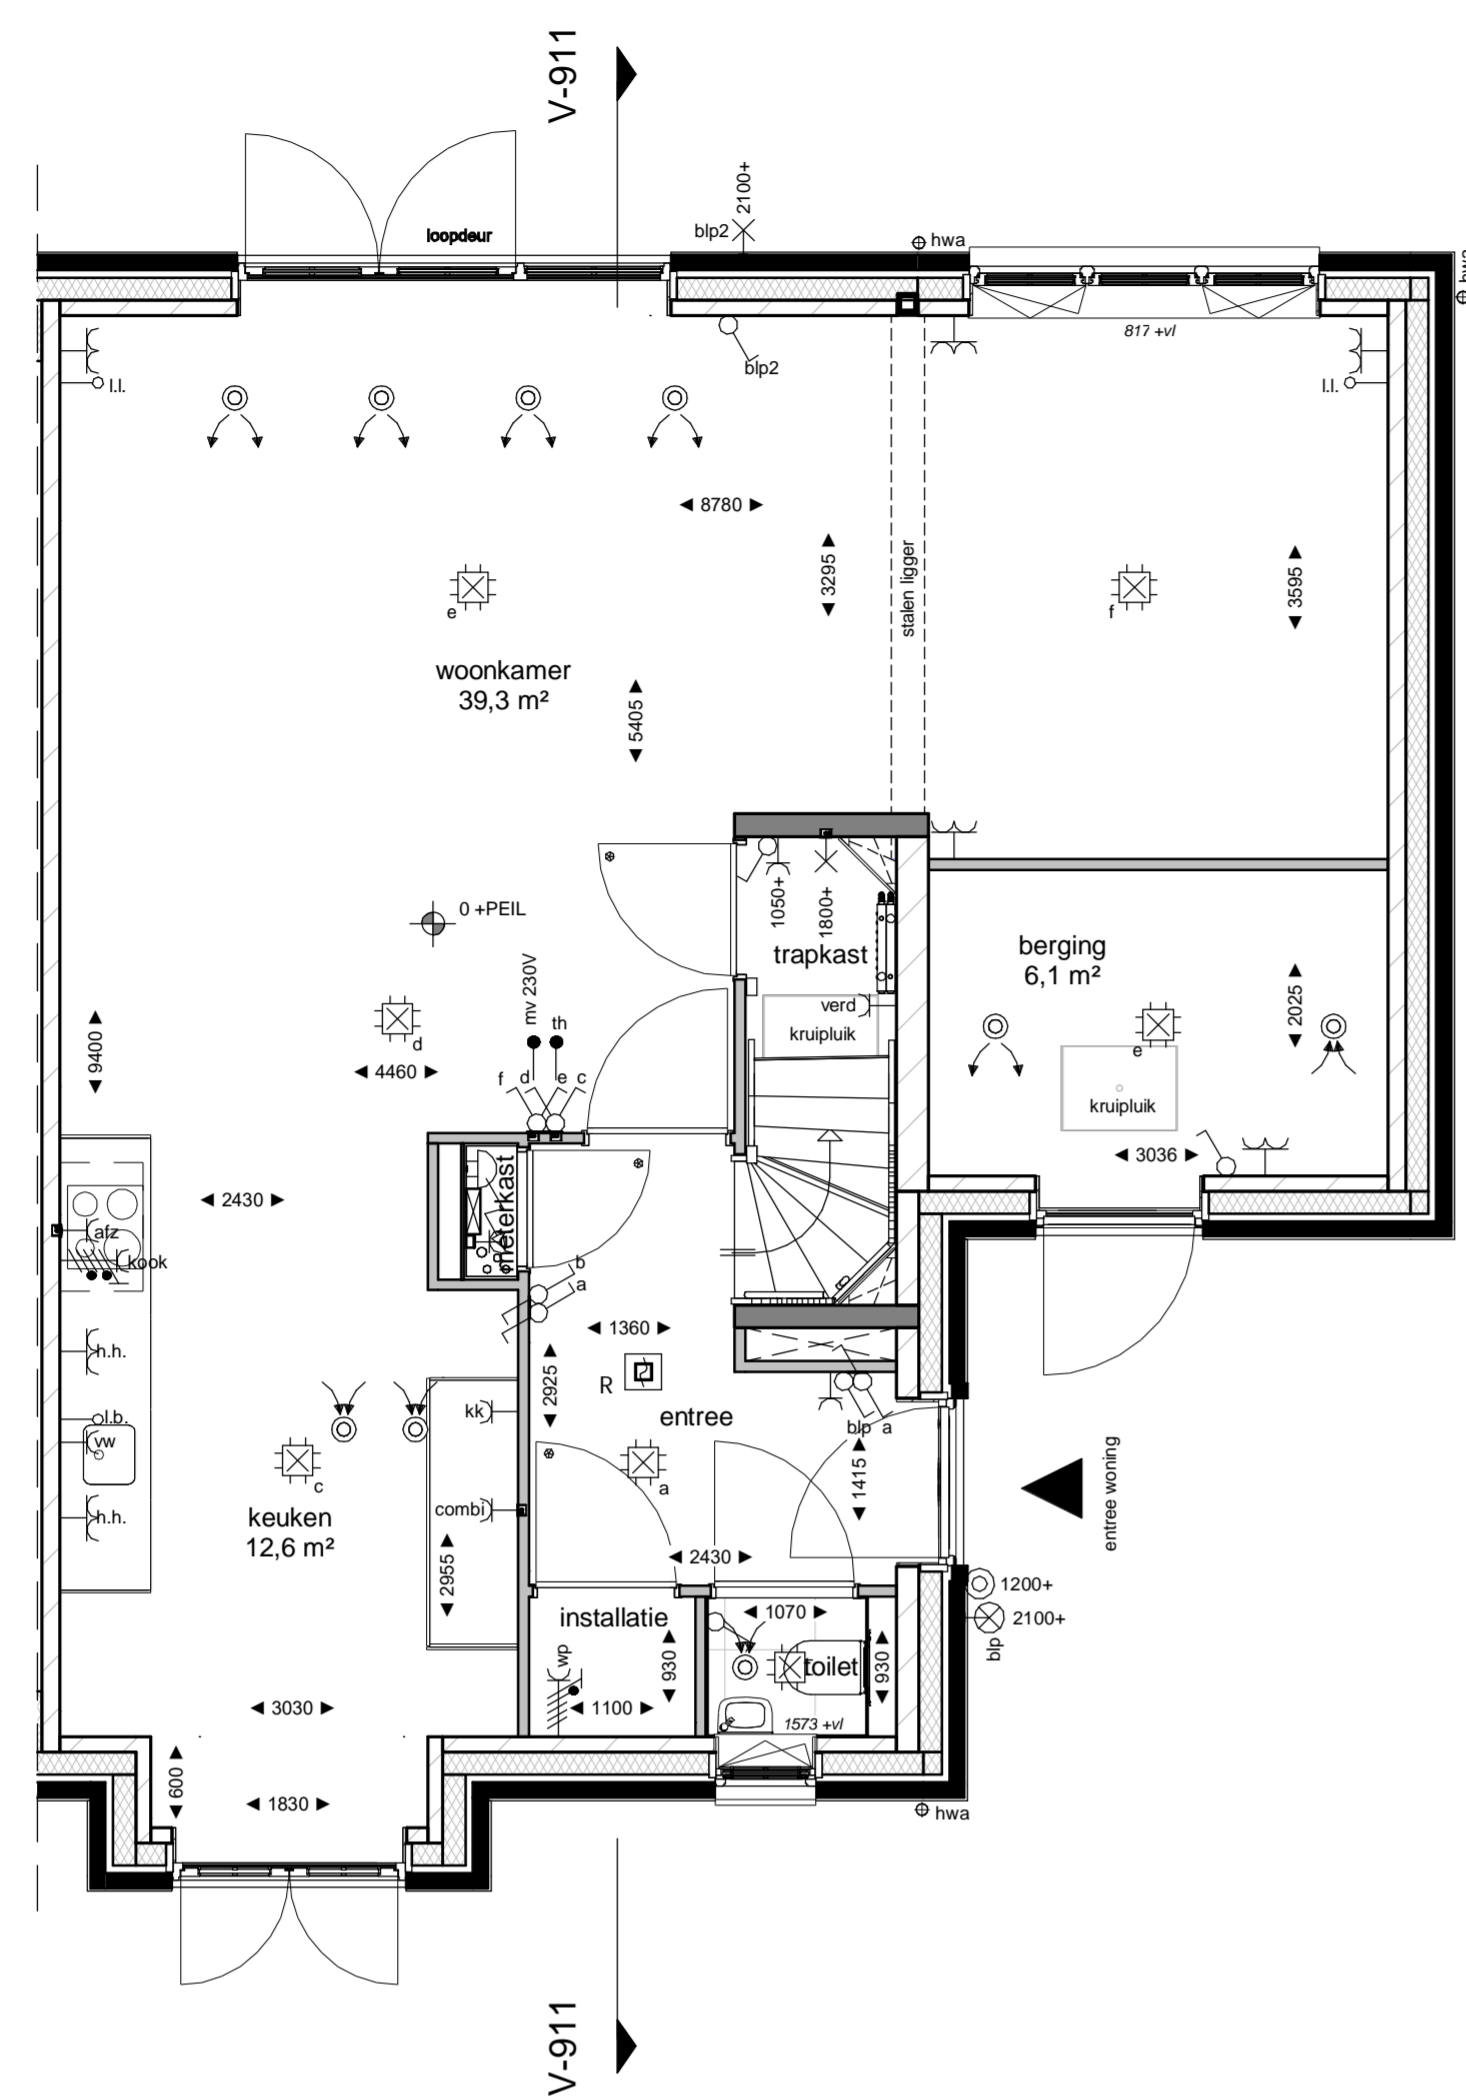 V-911
2100+
blp2
loopdeur
hwa
hwa
817 +vl
blp2
l.l.
l.l.
8780
3295
stalen ligger
3595
e
f
woonkamer
39,3 m²
5405
0 +PEIL
1050+
1800+
trapkast
berging
6,1 m²
mv 230V
th
verd
kruipluik
2025
e
9400
d
4460
f
d
e
c
kruipluik
3036
meterkast
2430
afz
kook
b
a
1360
h.h.
2925
R
kk
entree
l.b.
blp
a
vw
1415
entree woning
c
a
combi
h.h.
keuken
12,6 m²
2955
2430
1200+
2100+
blp
installatie
1070
wp
930
toilet
930
1100
3030
1573 +vl
600
1830
hwa
V-911